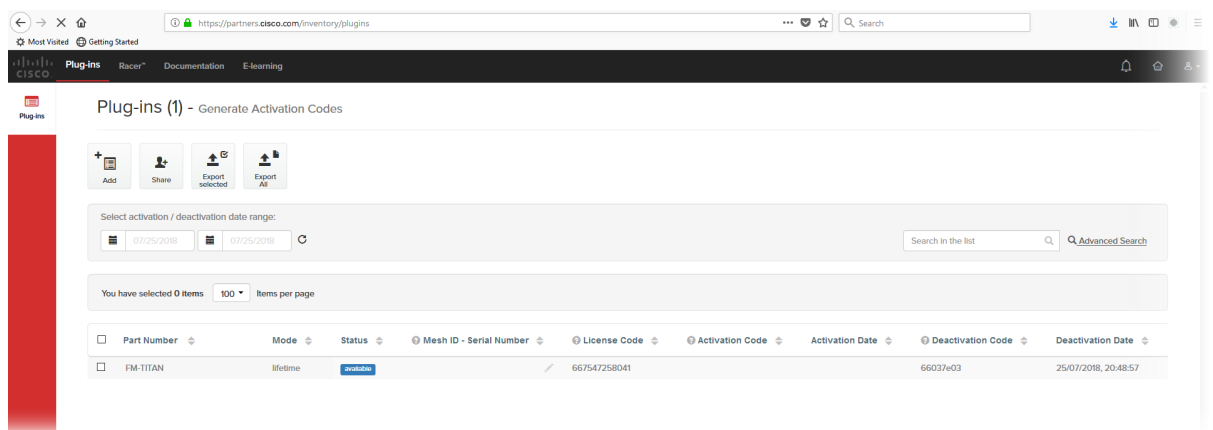 https://partners.cisco.com/inventory/plugins
Search
Most Visited Getting Started
CISCO
Plug-ins Racer™ Documentation E-learning
Plug-ins
Plug-ins (1) - Generate Activation Codes
Add
Share
Export selected
Export All
Select activation / deactivation date range:
07/25/2018 07/25/2018
Search in the list
Advanced Search
You have selected 0 items 100 Items per page
Part Number Mode Status Mesh ID - Serial Number License Code Activation Code Activation Date Deactivation Code Deactivation Date
FM-TITAN lifetime available 667547258041 66037e03 25/07/2018, 20:48:57